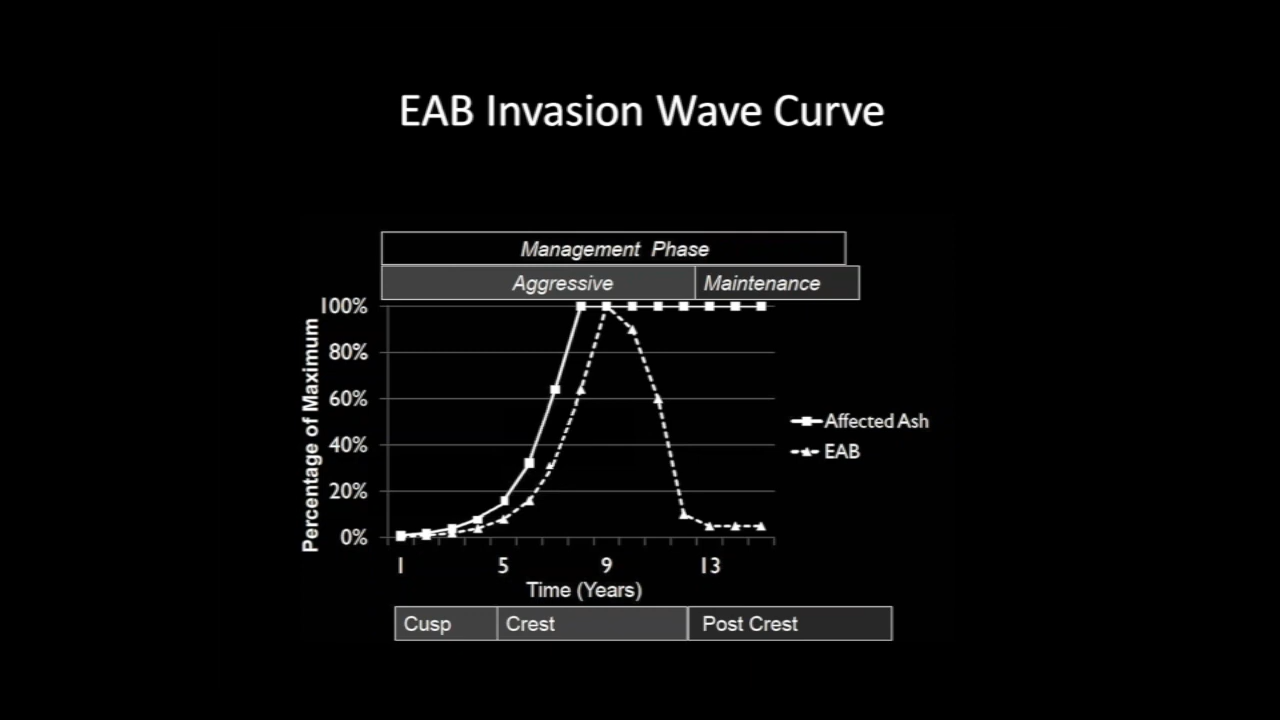 EAB Invasion Wave Curve
Management Phase
Aggressive
Maintenance
100%
80%
60%
40%
20%
0%
Percentage of Maximum
1 5 9 13
Time (Years)
Affected Ash
EAB
Cusp
Crest
Post Crest